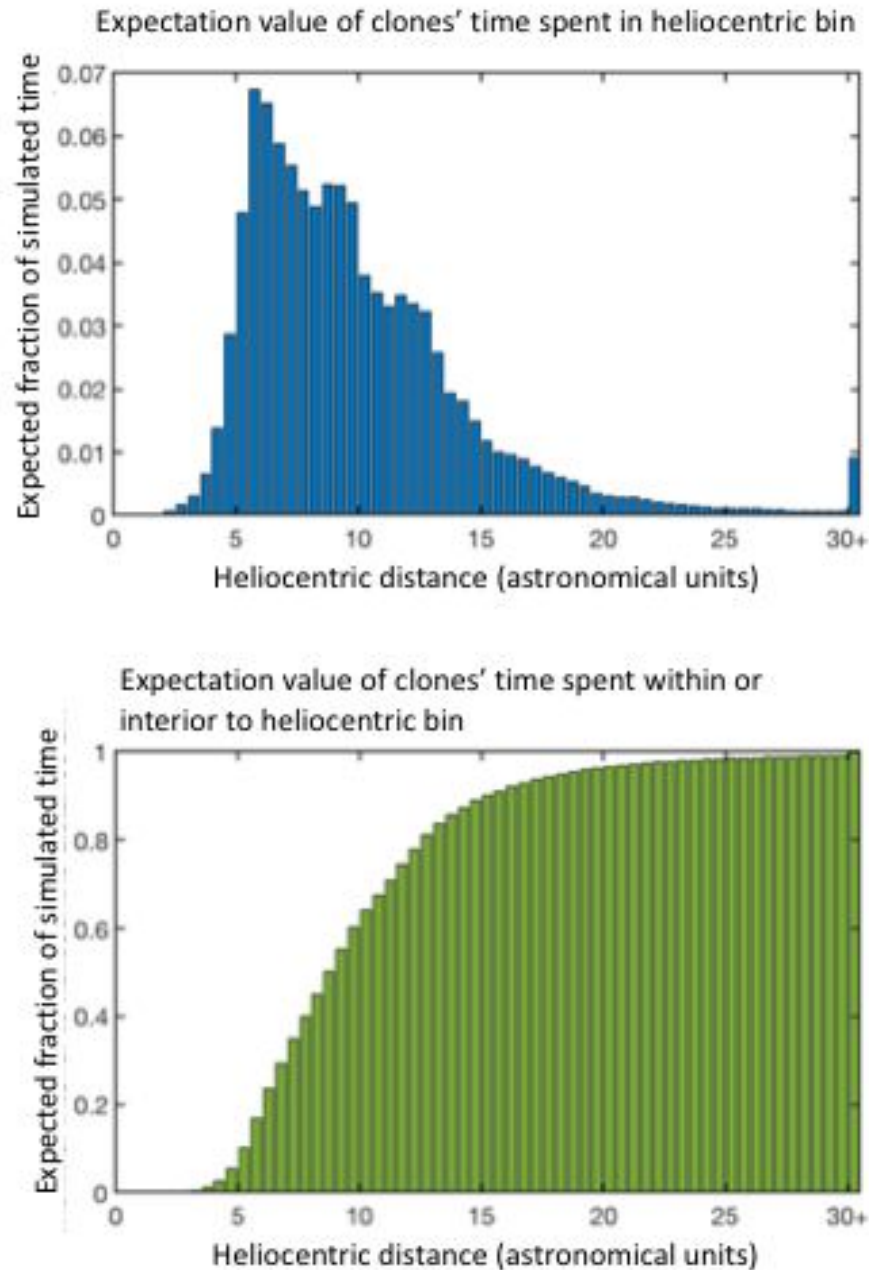 Expectation value of clones' time spent in heliocentric bin
Expected fraction of simulated time
0.07
0.06
0.05
0.04
0.03
0.02
0.01
0
0 5 10 15 20 25 30+
Heliocentric distance (astronomical units)
Expectation value of clones' time spent within or
interior to heliocentric bin
Expected fraction of simulated time
1
0.8
0.6
0.4
0.2
0
0 5 10 15 20 25 30+
Heliocentric distance (astronomical units)